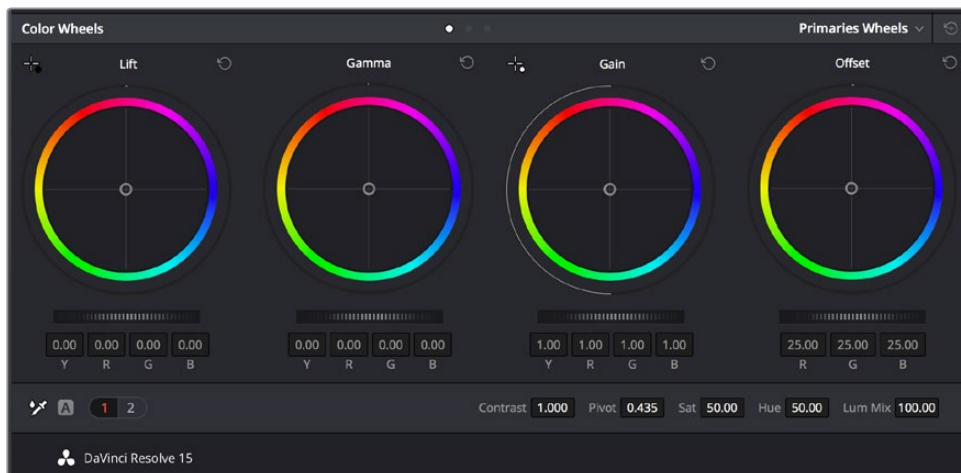 Color Wheels Primaries Wheels
Lift Gamma Gain Offset
0.00 0.00 0.00 0.00 0.00 0.00 0.00 0.00 1.00 1.00 1.00 1.00 25.00 25.00 25.00
Y R G B Y R G B Y R G B R G B
A 1 2 Contrast 1.000 Pivot 0.435 Sat 50.00 Hue 50.00 Lum Mix 100.00
DaVinci Resolve 15